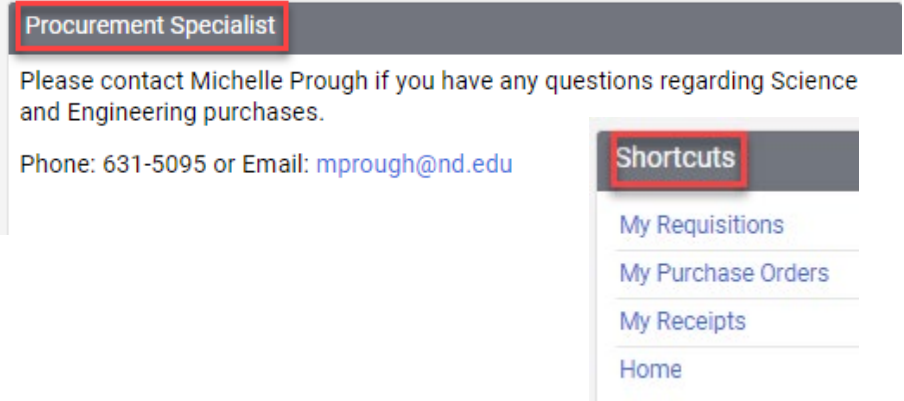 Procurement Specialist
Please contact Michelle Prough if you have any questions regarding Science
and Engineering purchases.
Phone: 631-5095 or Email: mprough@nd.edu
Shortcuts
My Requisitions
My Purchase Orders
My Receipts
Home